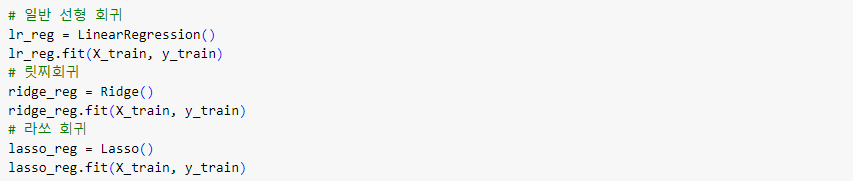 # 일반 선형 회귀
lr_reg = LinearRegression()
lr_reg.fit(X_train, y_train)
# 릿찌회귀
ridge_reg = Ridge()
ridge_reg.fit(X_train, y_train)
# 라쏘 회귀
lasso_reg = Lasso()
lasso_reg.fit(X_train, y_train)